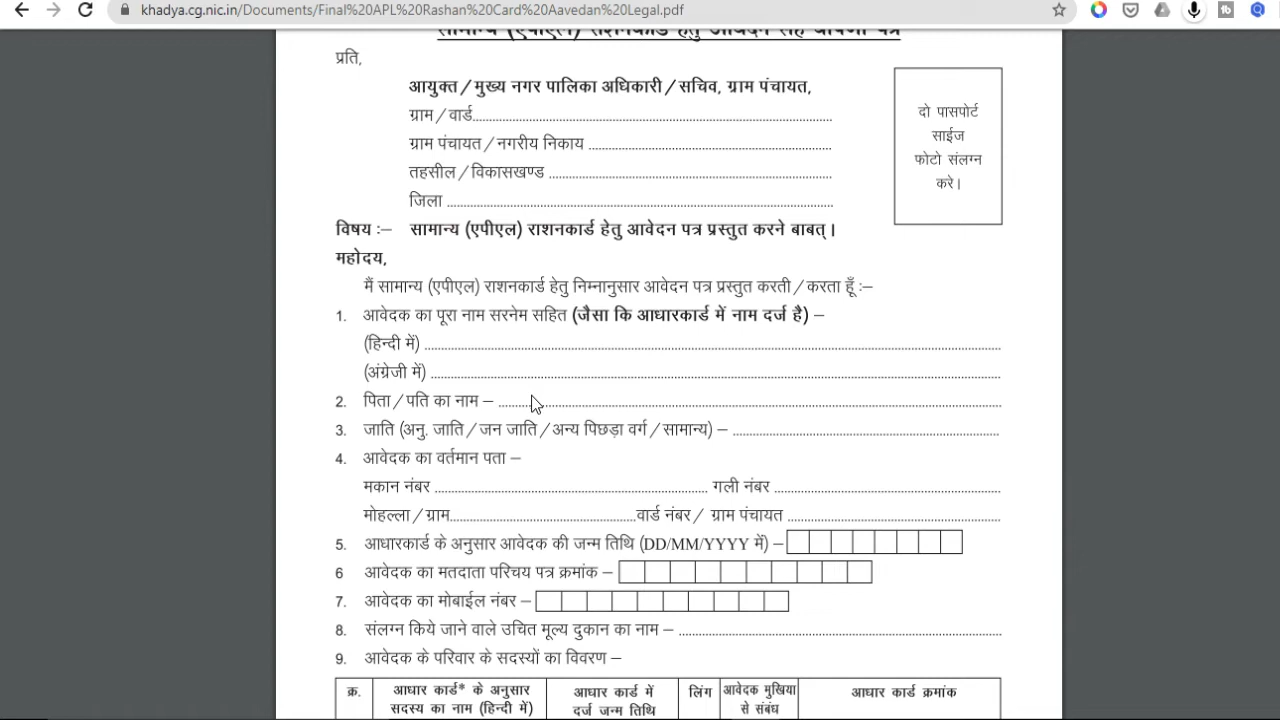 khadya.cg.nic.in/Documents/Final%20APL%20Rashan%20Card%20Aavedan%20Legal.pdf
सामान्य (एपीएल) राशनकार्ड हेतु आवेदन सह घोषणा पत्र
प्रति,
आयुक्त/मुख्य नगर पालिका अधिकारी/सचिव, ग्राम पंचायत,
ग्राम/वार्ड
ग्राम पंचायत/नगरीय निकाय
तहसील/विकासखण्ड
जिला
दो पासपोर्ट
साईज
फोटो संलग्न
करे।
विषय :– सामान्य (एपीएल) राशनकार्ड हेतु आवेदन पत्र प्रस्तुत करने बाबत्।
महोदय,
मैं सामान्य (एपीएल) राशनकार्ड हेतु निम्नानुसार आवेदन पत्र प्रस्तुत करती/करता हूँ :–
1. आवेदक का पूरा नाम सरनेम सहित (जैसा कि आधारकार्ड में नाम दर्ज है) –
(हिन्दी में)
(अंग्रेजी में)
2. पिता/पति का नाम –
3. जाति (अनु. जाति/जन जाति/अन्य पिछड़ा वर्ग/सामान्य) –
4. आवेदक का वर्तमान पता –
मकान नंबर गली नंबर
मोहल्ला/ग्राम वार्ड नंबर/ ग्राम पंचायत
5. आधारकार्ड के अनुसार आवेदक की जन्म तिथि (DD/MM/YYYY में) –
6 आवेदक का मतदाता परिचय पत्र क्रमांक –
7. आवेदक का मोबाईल नंबर –
8. संलग्न किये जाने वाले उचित मूल्य दुकान का नाम –
9. आवेदक के परिवार के सदस्यों का विवरण –
क्र. आधार कार्ड* के अनुसार आधार कार्ड में लिंग आवेदक मुखिया आधार कार्ड क्रमांक
सदस्य का नाम (हिन्दी में) दर्ज जन्म तिथि से संबंध